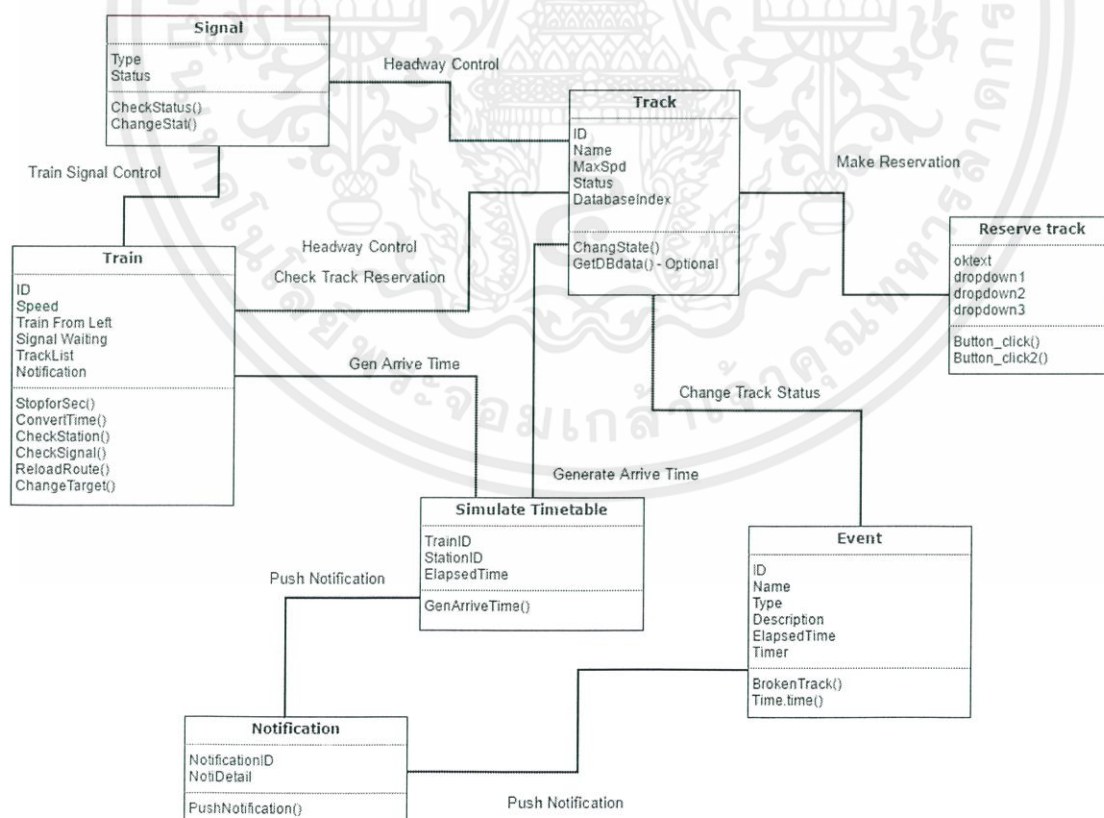 Signal
Type
Status
CheckStatus()
ChangeStat()
Headway Control
Track
ID
Name
MaxSpd
Status
DatabaseIndex
ChangState()
GetDBdata() - Optional
Make Reservation
Reserve track
oktext
dropdown1
dropdown2
dropdown3
Button_click()
Button_click2()
Train Signal Control
Train
ID
Speed
Train From Left
Signal Waiting
TrackList
Notification
StopforSec()
ConvertTime()
CheckStation()
CheckSignal()
ReloadRoute()
ChangeTarget()
Headway Control
Check Track Reservation
Gen Arrive Time
Change Track Status
Generate Arrive Time
Simulate Timetable
TrainID
StationID
ElapsedTime
GenArriveTime()
Event
ID
Name
Type
Description
ElapsedTime
Timer
BrokenTrack()
Time.time()
Push Notification
Notification
NotificationID
NotiDetail
PushNotification()
Push Notification